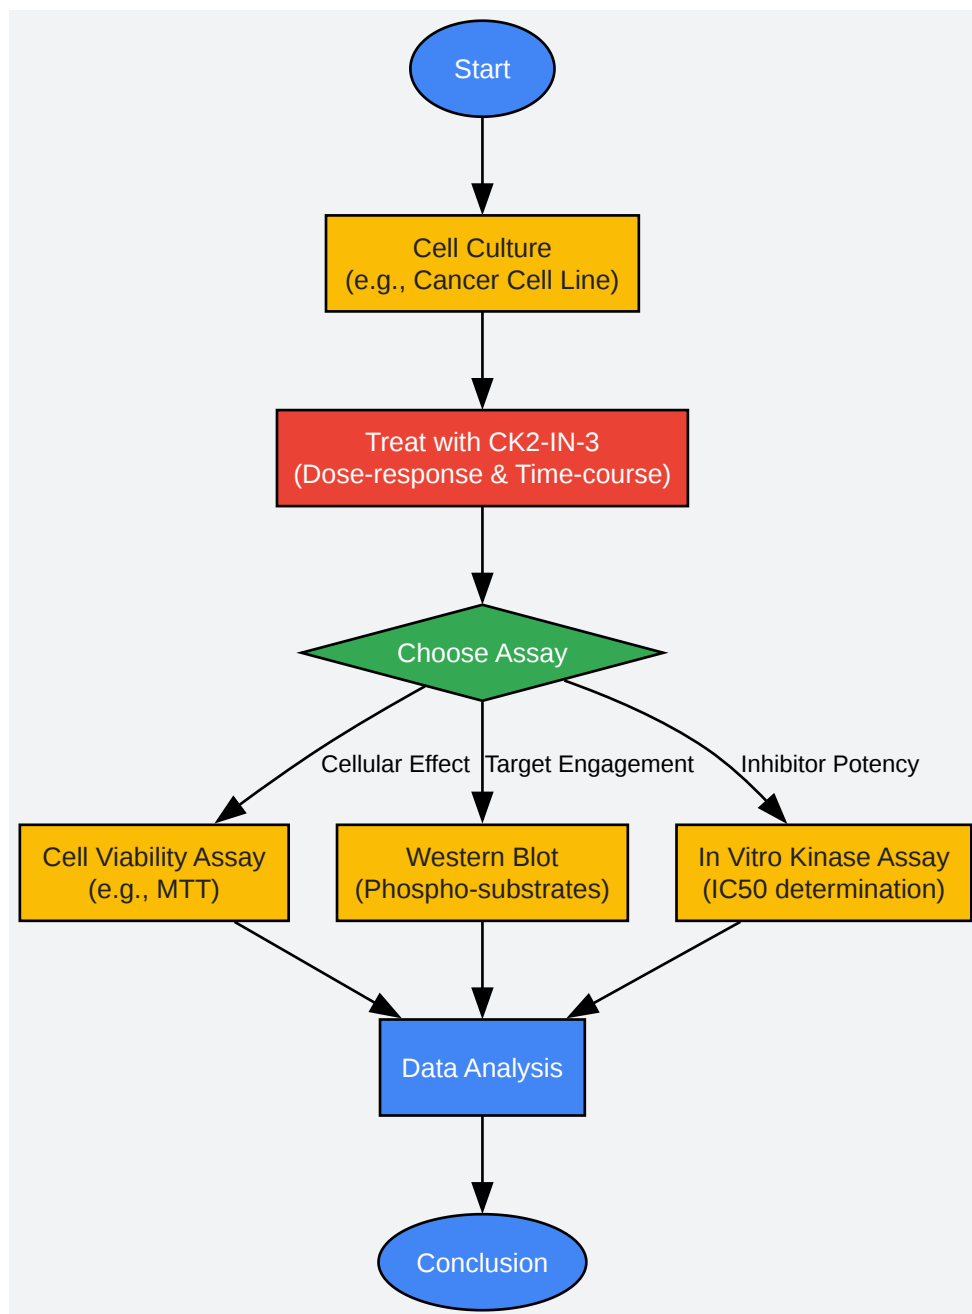 Start
Cell Culture
(e.g., Cancer Cell Line)
Treat with CK2-IN-3
(Dose-response & Time-course)
Choose Assay
Cellular Effect
Target Engagement
Inhibitor Potency
Cell Viability Assay
(e.g., MTT)
Western Blot
(Phospho-substrates)
In Vitro Kinase Assay
(IC50 determination)
Data Analysis
Conclusion